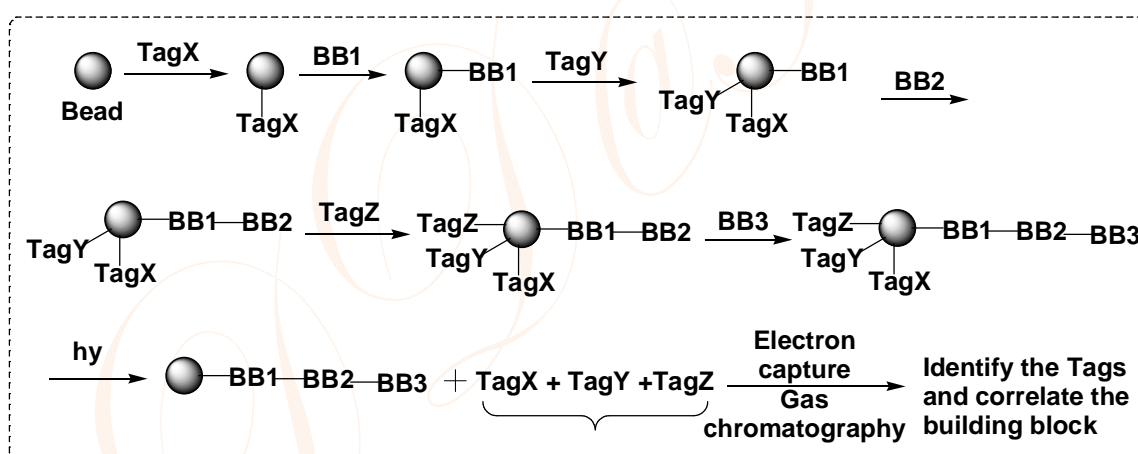 TagX BB1 TagY BB2
BB1 BB1
Bead TagX TagX TagY TagX
TagZ BB3
BB1 BB2 TagZ BB1 BB2 TagZ BB1 BB2 BB3
TagY TagX TagY TagX TagY TagX
hy
BB1 BB2 BB3 + TagX + TagY +TagZ
Electron
capture
Gas
chromatography
Identify the Tags
and correlate the
building block